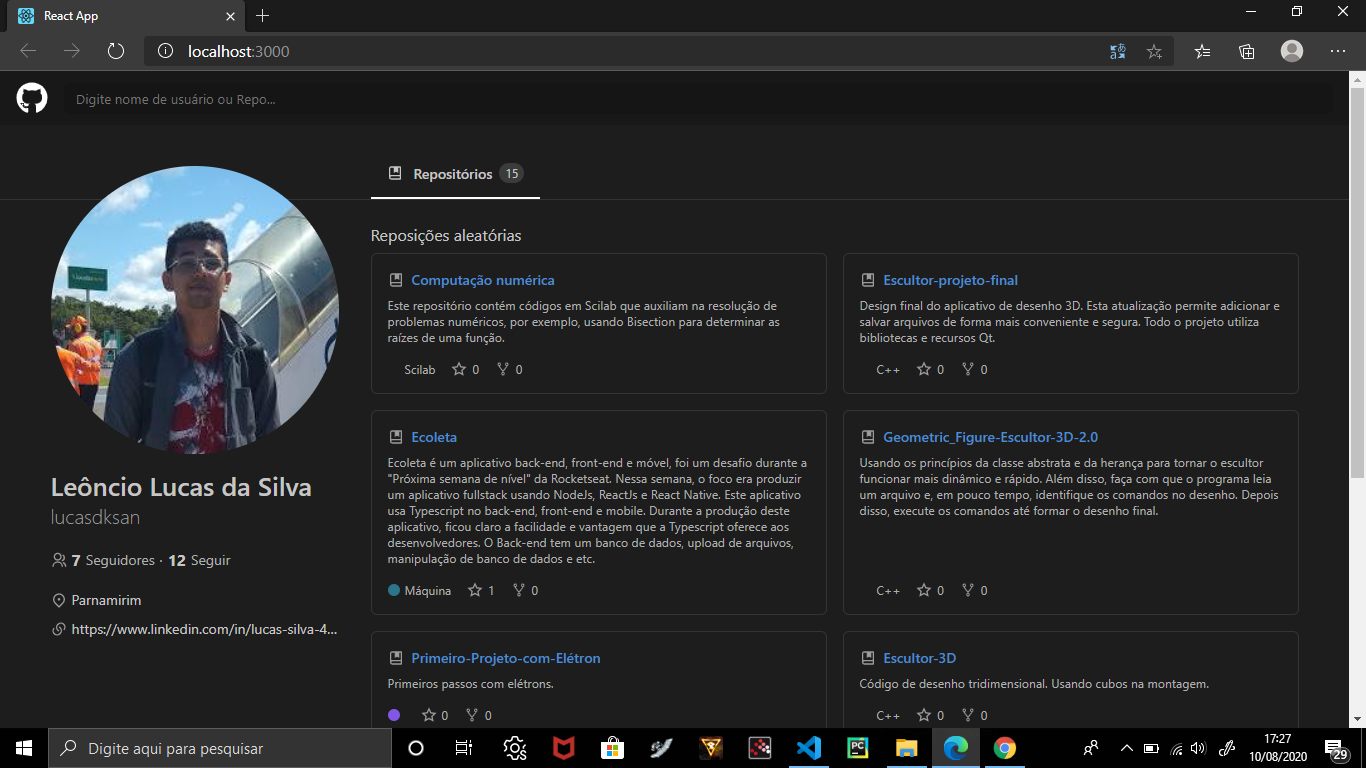 React App
localhost:3000
Digite nome de usuário ou Repo...
Repositórios 15
Leôncio Lucas da Silva
lucasdksan
7 Seguidores · 12 Seguir
Parnamirim
https://www.linkedin.com/in/lucas-silva-4...
Reposições aleatórias
Computação numérica
Este repositório contém códigos em Scilab que auxiliam na resolução de
problemas numéricos, por exemplo, usando Bisection para determinar as
raízes de uma função.
Scilab 0 0
Escultor-projeto-final
Design final do aplicativo de desenho 3D. Esta atualização permite adicionar e
salvar arquivos de forma mais conveniente e segura. Todo o projeto utiliza
bibliotecas e recursos Qt.
C++ 0 0
Ecoleta
Ecoleta é um aplicativo back-end, front-end e móvel, foi um desafio durante a
"Próxima semana de nível" da Rocketseat. Nessa semana, o foco era produzir
um aplicativo fullstack usando NodeJs, ReactJs e React Native. Este aplicativo
usa Typescript no back-end, front-end e mobile. Durante a produção deste
aplicativo, ficou claro a facilidade e vantagem que a Typescript oferece aos
desenvolvedores. O Back-end tem um banco de dados, upload de arquivos,
manipulação de banco de dados e etc.
Máquina 1 0
Geometric_Figure-Escultor-3D-2.0
Usando os princípios da classe abstrata e da herança para tornar o escultor
funcionar mais dinâmico e rápido. Além disso, faça com que o programa leia
um arquivo e, em pouco tempo, identifique os comandos no desenho. Depois
disso, execute os comandos até formar o desenho final.
C++ 0 0
Primeiro-Projeto-com-Elétron
Primeiros passos com elétrons.
0 0
Escultor-3D
Código de desenho tridimensional. Usando cubos na montagem.
C++ 0 0
Digite aqui para pesquisar
17:27
10/08/2020
29